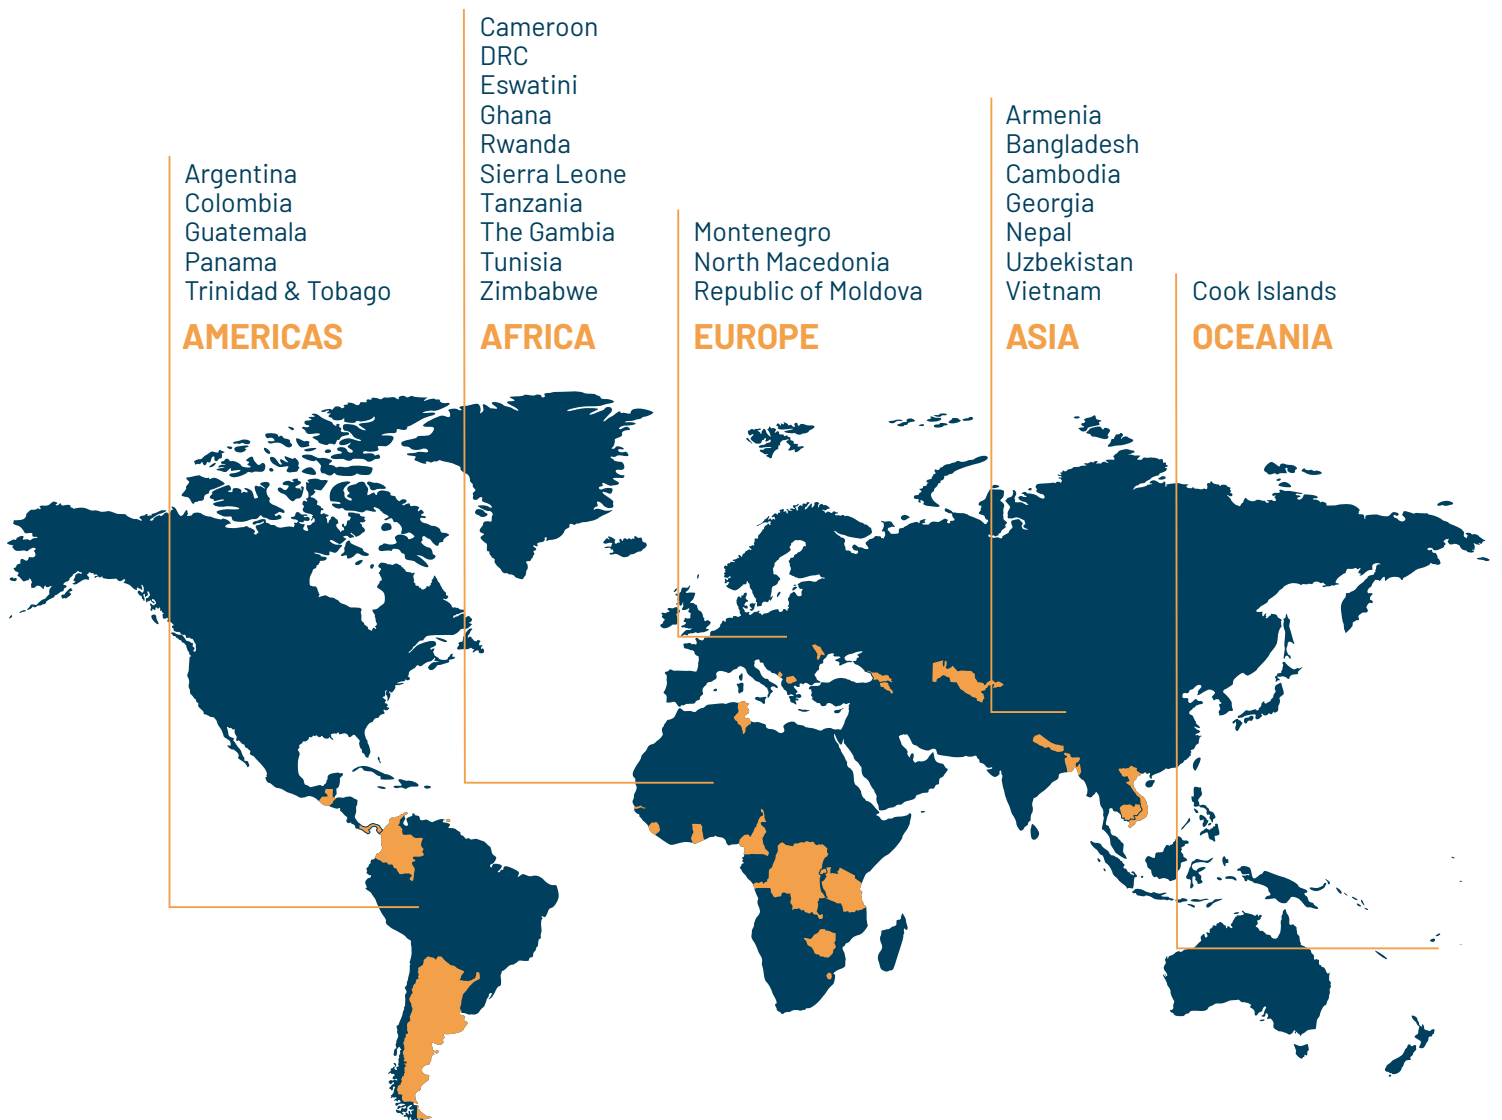 Argentina
Colombia
Guatemala
Panama
Trinidad & Tobago
AMERICAS
Cameroon
DRC
Eswatini
Ghana
Rwanda
Sierra Leone
Tanzania
The Gambia
Tunisia
Zimbabwe
AFRICA
Montenegro
North Macedonia
Republic of Moldova
EUROPE
Armenia
Bangladesh
Cambodia
Georgia
Nepal
Uzbekistan
Vietnam
ASIA
Cook Islands
OCEANIA